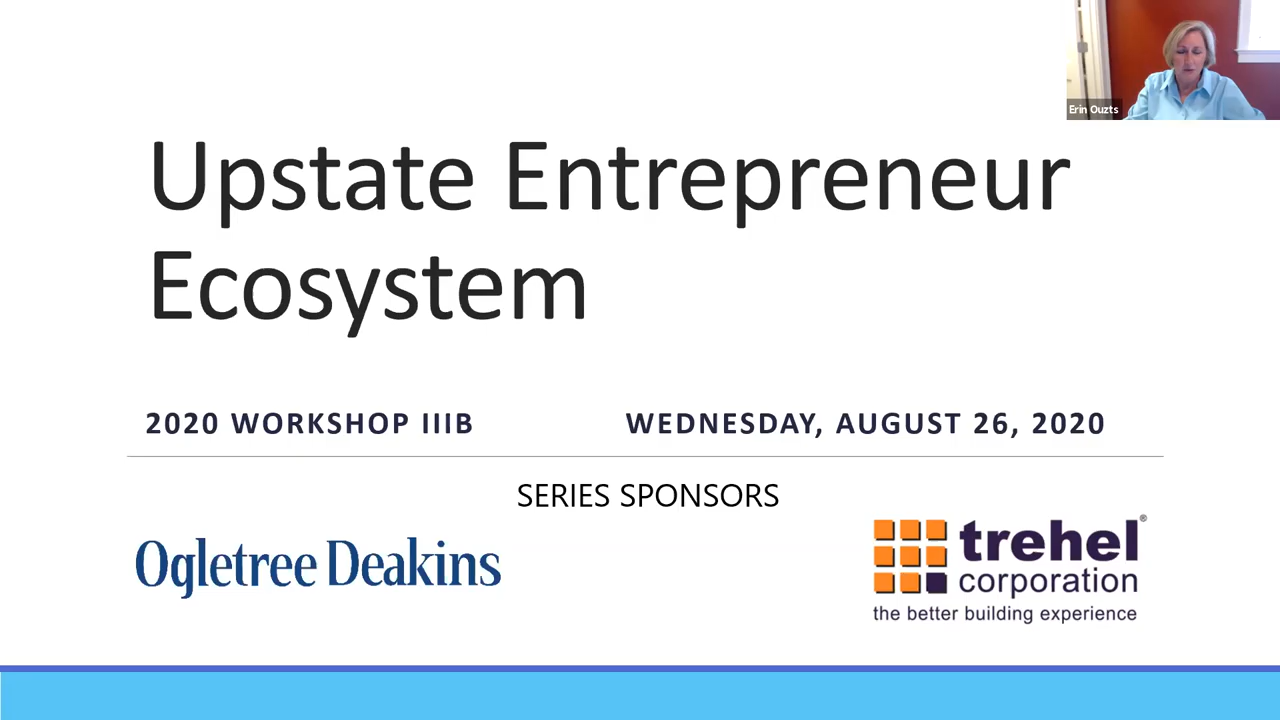 Erin Ouzts
Upstate Entrepreneur
Ecosystem
2020 WORKSHOP IIIB WEDNESDAY, AUGUST 26, 2020
SERIES SPONSORS
Ogletree Deakins
trehel®
corporation
the better building experience